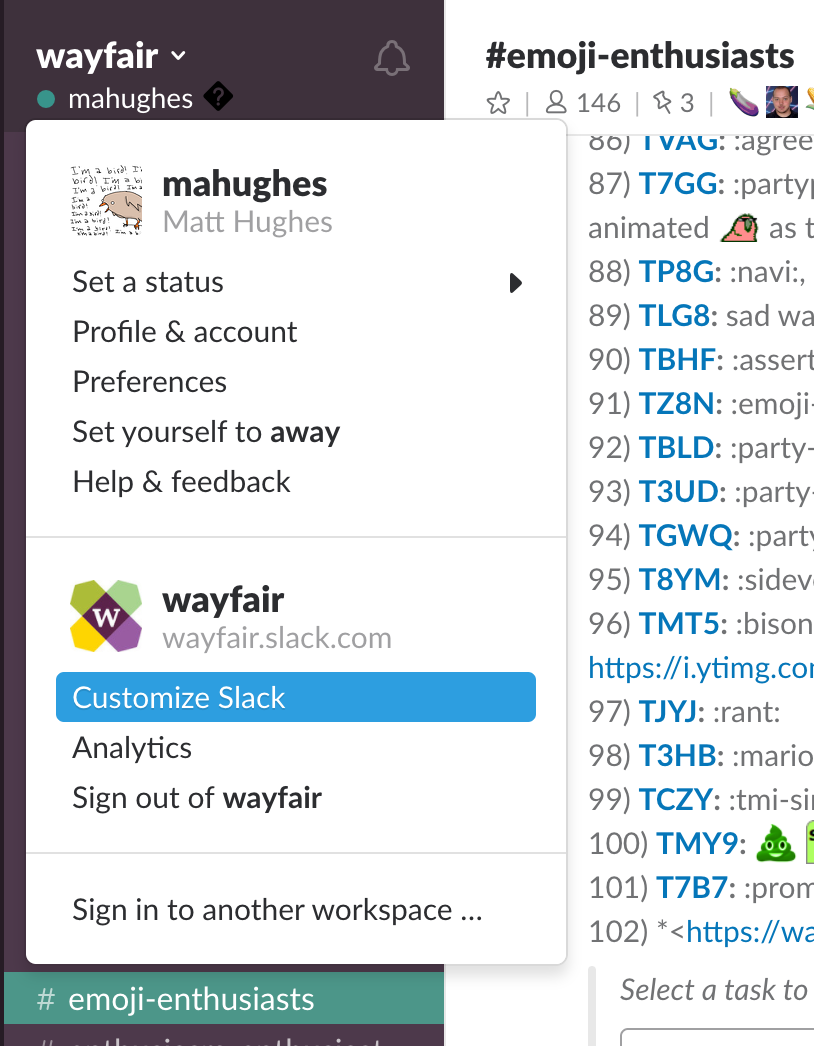 wayfair
mahughes
#emoji-enthusiasts
146 | 3 |
I'm a bird!
mahughes
Matt Hughes
Set a status
Profile & account
Preferences
Set yourself to away
Help & feedback
W
wayfair
wayfair.slack.com
Customize Slack
Analytics
Sign out of wayfair
Sign in to another workspace ...
# emoji-enthusiasts
86) TVAG: :agree
87) T7GG: :partyp
animated as t
88) TP8G: :navi:,
89) TLG8: sad wa
90) TBHF: :assert
91) TZ8N: :emoji-
92) TBLD: :party-
93) T3UD: :party-
94) TGWQ: :party
95) T8YM: :sidev
96) TMT5: :bison
https://i.ytimg.co
97) TJYJ: :rant:
98) T3HB: :mario
99) TCZY: :tmi-si
100) TMY9:
101) T7B7: :prom
102) *<https://wa
Select a task to